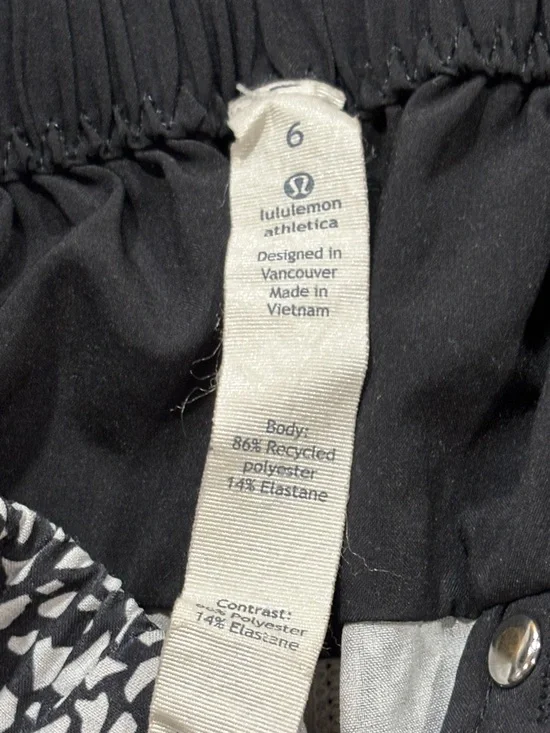 6
lululemon
athletica
Designed in
Vancouver
Made in
Vietnam
Body:
86% Recycled
polyester
14% Elastane
Contrast:
Polyester
14% Elastane